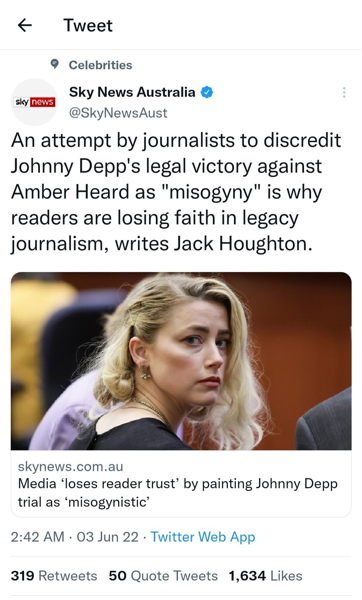 Tweet
Celebrities
sky news
Sky News Australia
@SkyNewsAust
An attempt by journalists to discredit
Johnny Depp's legal victory against
Amber Heard as "misogyny" is why
readers are losing faith in legacy
journalism, writes Jack Houghton.
skynews.com.au
Media ‘loses reader trust’ by painting Johnny Depp
trial as ‘misogynistic’
2:42 AM · 03 Jun 22 · Twitter Web App
319 Retweets 50 Quote Tweets 1,634 Likes